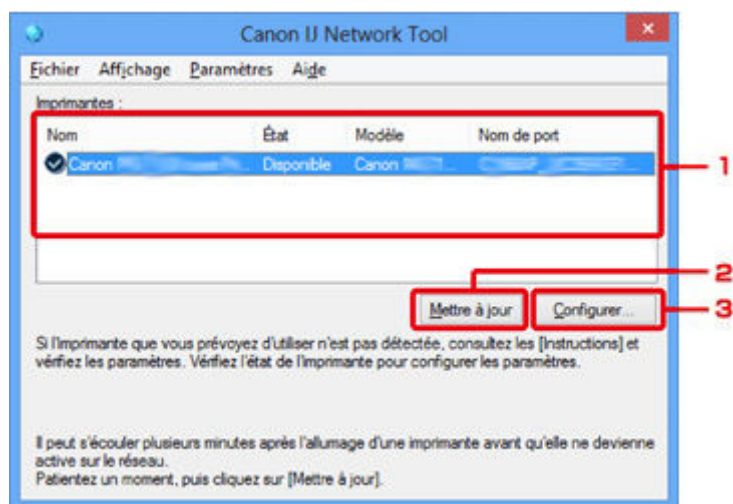 Canon IJ Network Tool
Fichier Affichage Paramètres Aide
Imprimantes :
Nom État Modèle Nom de port
Canon Disponible Canon
1
2
Mettre à jour Configurer... 3
Si l'imprimante que vous prévoyez d'utiliser n'est pas détectée, consultez les [Instructions] et
vérifiez les paramètres. Vérifiez l'état de l'imprimante pour configurer les paramètres.
Il peut s'écouler plusieurs minutes après l'allumage d'une imprimante avant qu'elle ne devienne
active sur le réseau.
Patientez un moment, puis cliquez sur [Mettre à jour].